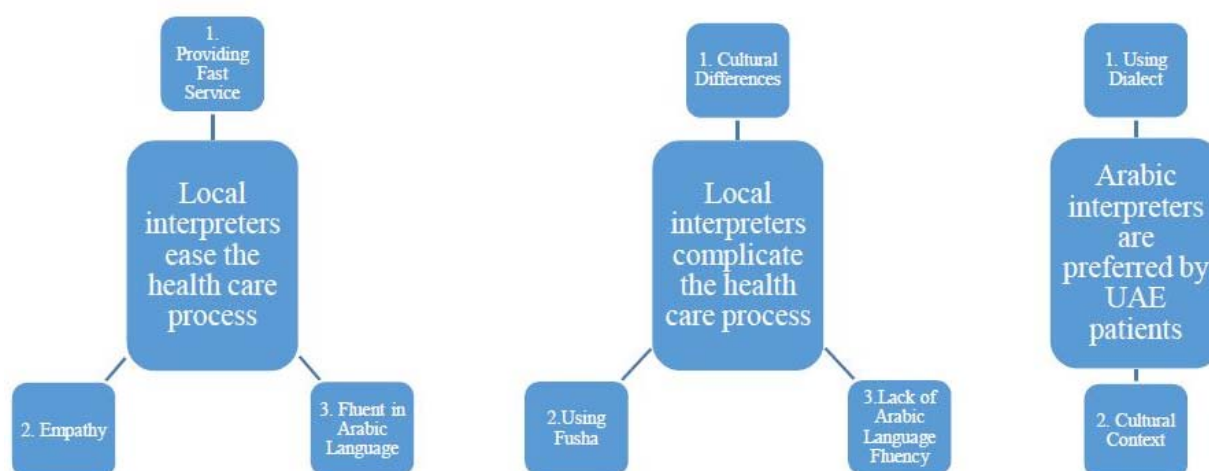 1.
Providing
Fast
Service
Local
interpreters
ease the
health care
process
2. Empathy
3. Fluent in
Arabic
Language
1. Cultural
Differences
Local
interpreters
complicate
the health
care process
2.Using
Fusha
3.Lack of
Arabic
Language
Fluency
1. Using
Dialect
Arabic
interpreters
are
preferred by
UAE
patients
2. Cultural
Context